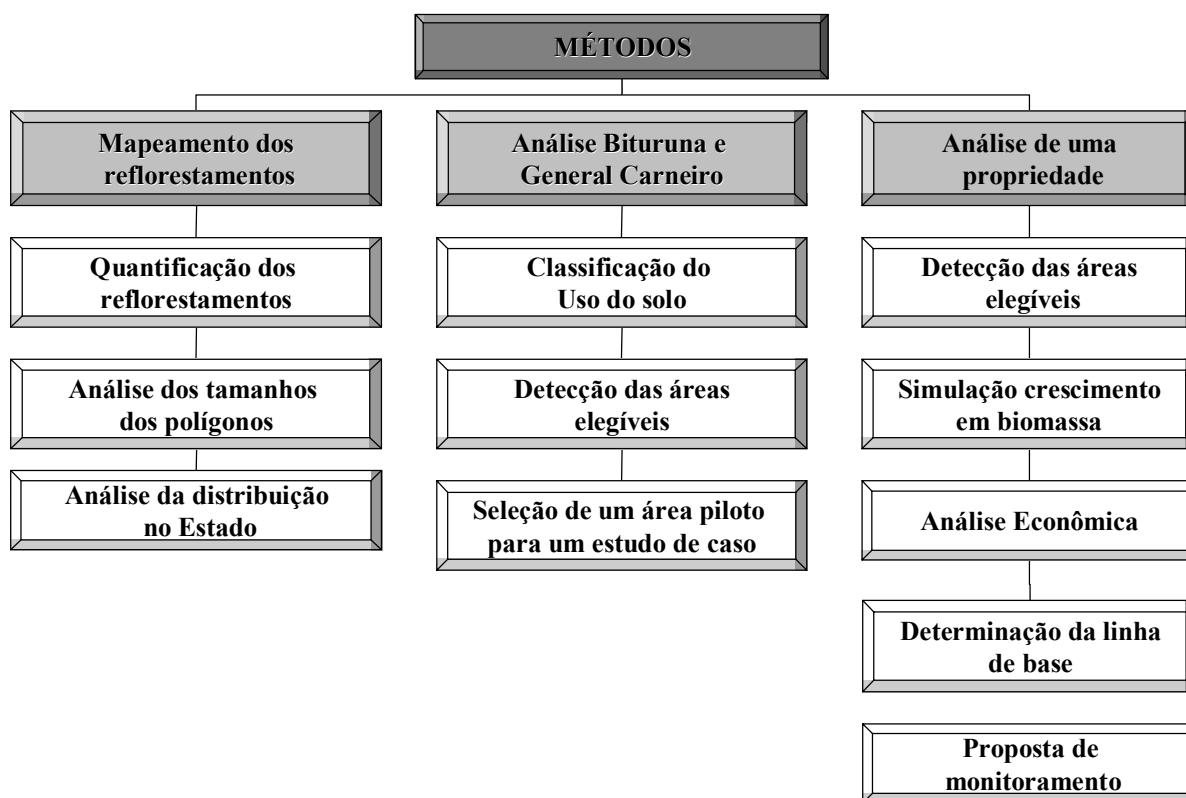 MÉTODOS
Mapeamento dos
reflorestamentos
Quantificação dos
reflorestamentos
Análise dos tamanhos
dos polígonos
Análise da distribuição
no Estado
Análise Bituruna e
General Carneiro
Classificação do
Uso do solo
Detecção das áreas
elegíveis
Seleção de um área piloto
para um estudo de caso
Análise de uma
propriedade
Detecção das áreas
elegíveis
Simulação crescimento
em biomassa
Análise Econômica
Determinação da linha
de base
Proposta de
monitoramento